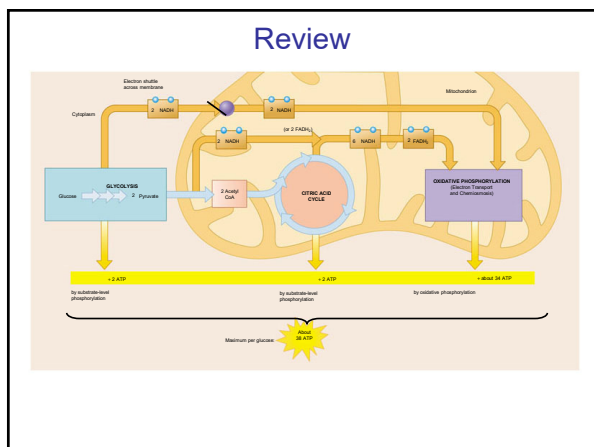 Review
Electron shuttle
across membrane
Cytoplasm
2 NADH
2 NADH
Mitochondrion
(or 2 FADH2)
2 NADH
6 NADH
2 FADH2
GLYCOLYSIS
Glucose 2 Pyruvate
2 Acetyl
CoA
CITRIC ACID
CYCLE
OXIDATIVE PHOSPHORYLATION
(Electron Transport
and Chemiosmosis)
+ 2 ATP
+ 2 ATP
+ about 34 ATP
by substrate-level
phosphorylation
by substrate-level
phosphorylation
by oxidative phosphorylation
Maximum per glucose:
About
38 ATP